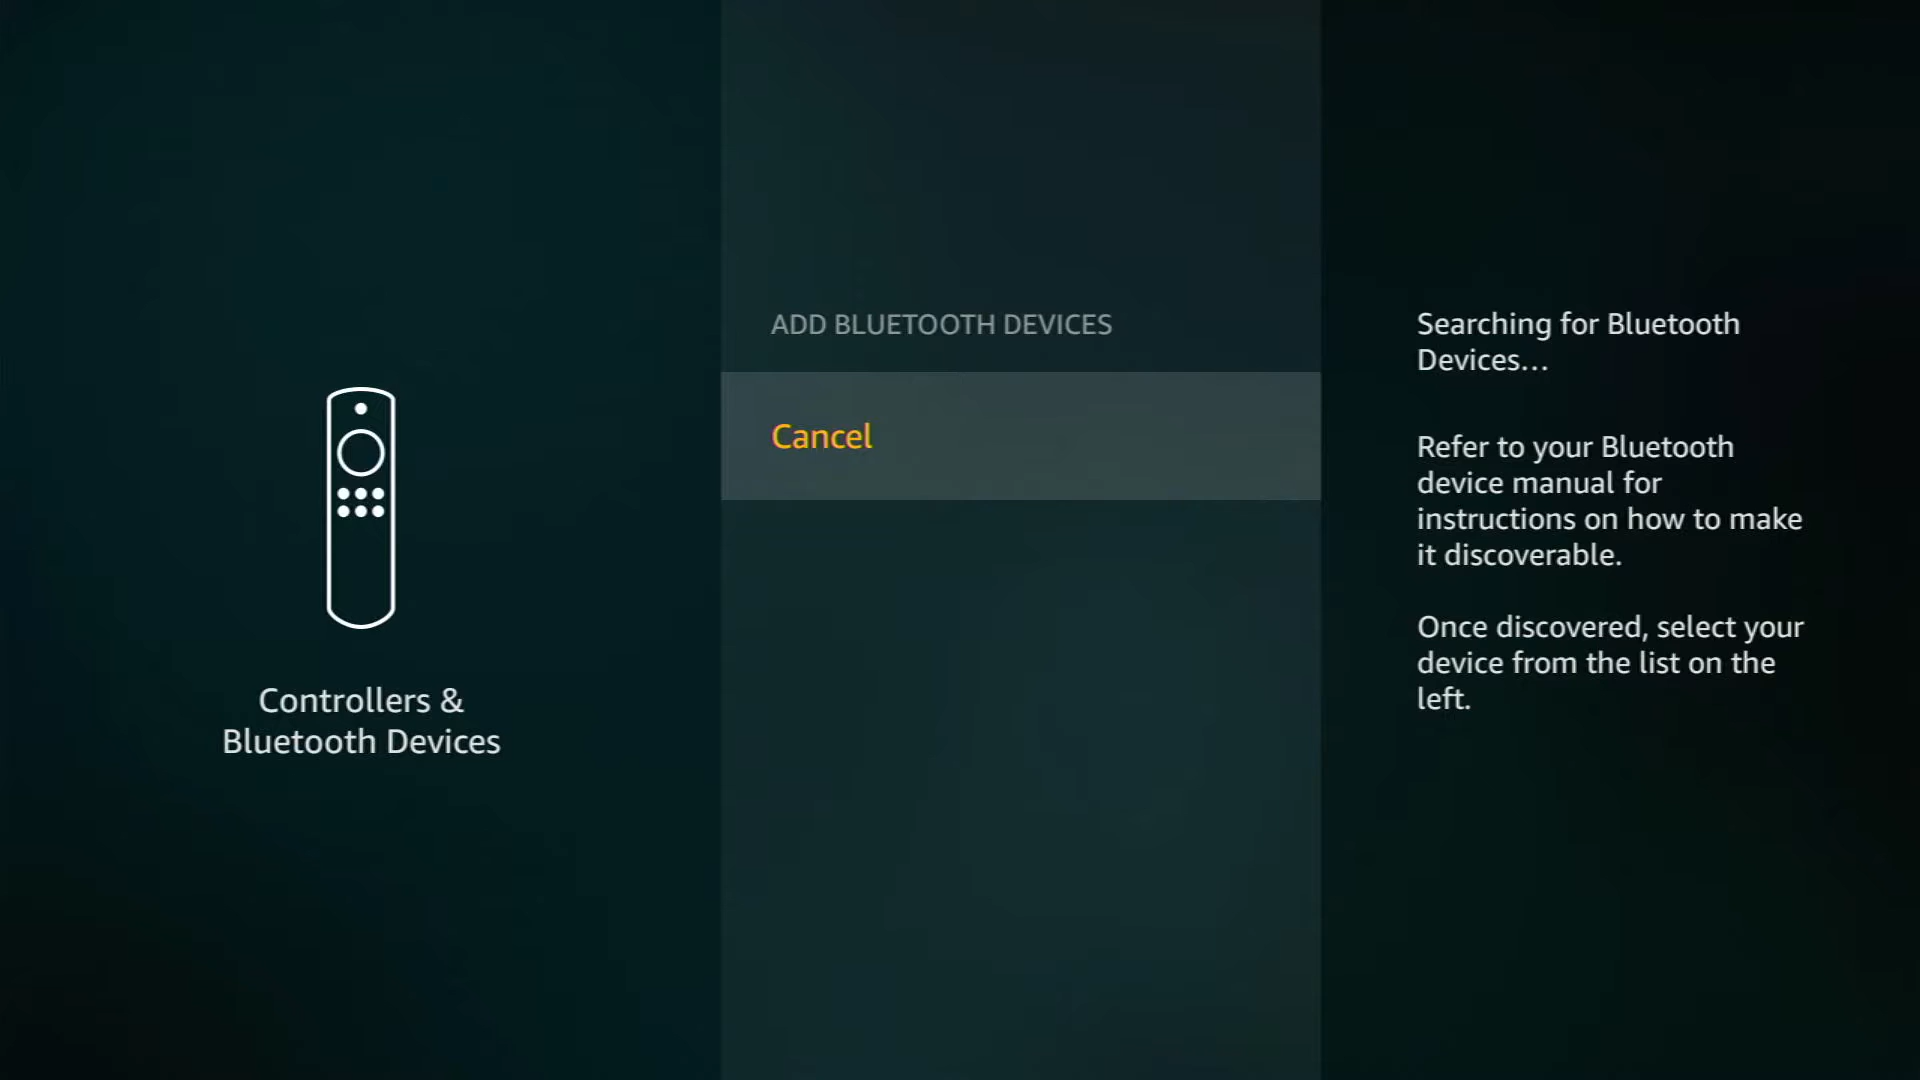 Controllers &
Bluetooth Devices
ADD BLUETOOTH DEVICES
Cancel
Searching for Bluetooth
Devices...
Refer to your Bluetooth
device manual for
instructions on how to make
it discoverable.
Once discovered, select your
device from the list on the
left.